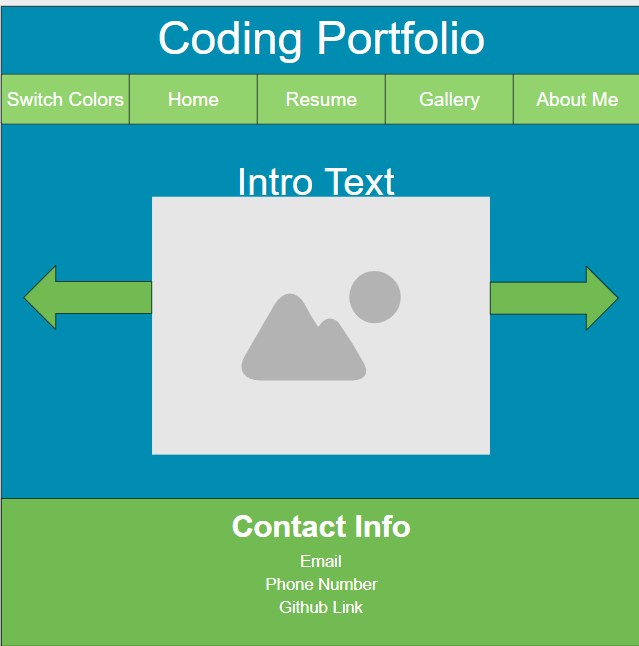 Coding Portfolio
Switch Colors Home Resume Gallery About Me
Intro Text
Contact Info
Email
Phone Number
Github Link